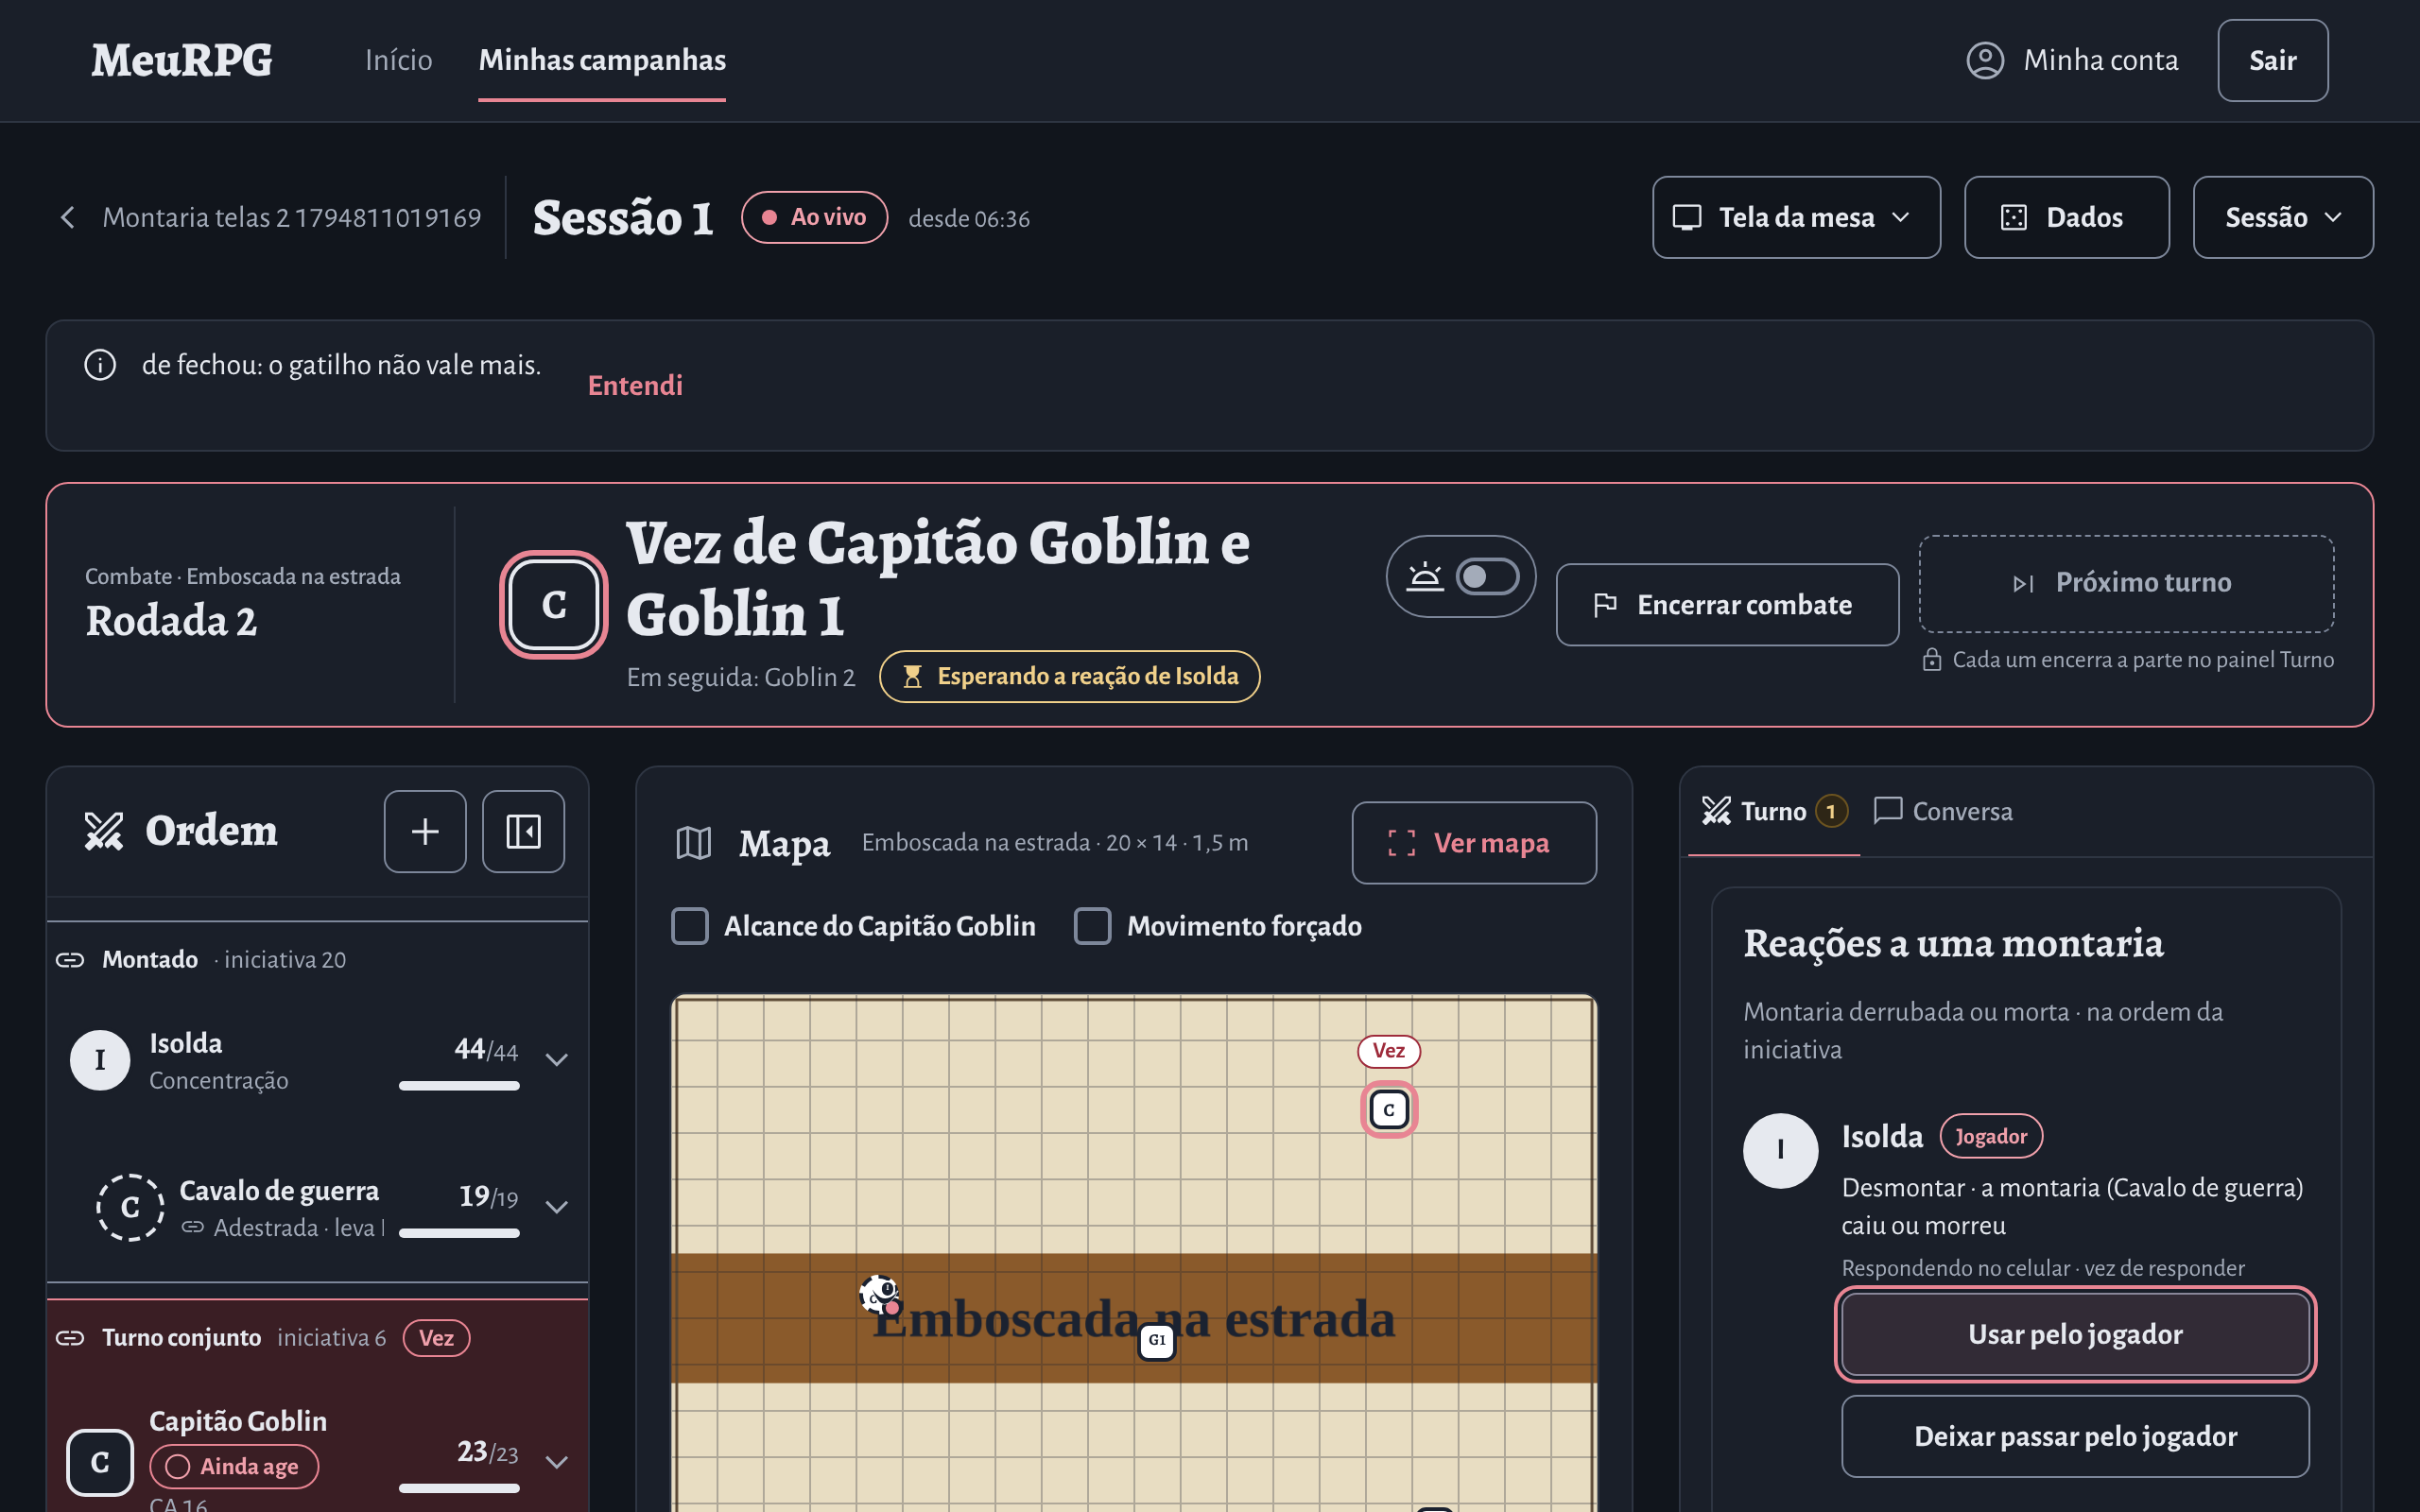 MeuRPG
Início
Minhas campanhas
Minha conta
Sair
Montaria telas 2 1794811019169
Sessão 1
Ao vivo
desde 06:36
Tela da mesa
Dados
Sessão
de fechou: o gatilho não vale mais.
Entendi
Combate · Emboscada na estrada
Rodada 2
C
Vez de Capitão Goblin e
Goblin 1
Em seguida: Goblin 2
Esperando a reação de Isolda
Encerrar combate
Próximo turno
Cada um encerra a parte no painel Turno
Ordem
Montado · iniciativa 20
I
Isolda
Concentração
44/44
C
Cavalo de guerra
Adestrada · leva
19/19
Turno conjunto iniciativa 6
Vez
C
Capitão Goblin
Ainda age
CA 16
23/23
Mapa
Emboscada na estrada · 20 × 14 · 1,5 m
Ver mapa
Alcance do Capitão Goblin
Movimento forçado
Vez
C
Emboscada na estrada
G1
Turno 1
Conversa
Reações a uma montaria
Montaria derrubada ou morta · na ordem da
iniciativa
I
Isolda
Jogador
Desmontar · a montaria (Cavalo de guerra)
caiu ou morreu
Respondendo no celular · vez de responder
Usar pelo jogador
Deixar passar pelo jogador